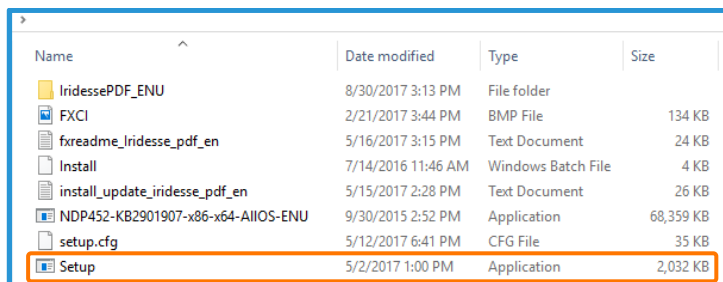 Name Date modified Type Size
IridessePDF_ENU 8/30/2017 3:13 PM File folder
FXCI 2/21/2017 3:44 PM BMP File 134 KB
fxreadme_Iridesse_pdf_en 5/16/2017 3:15 PM Text Document 24 KB
Install 7/14/2016 11:46 AM Windows Batch File 4 KB
install_update_iridesse_pdf_en 5/15/2017 2:28 PM Text Document 26 KB
NDP452-KB2901907-x86-x64-AllOS-ENU 9/30/2015 2:52 PM Application 68,359 KB
setup.cfg 5/12/2017 6:41 PM CFG File 35 KB
Setup 5/2/2017 1:00 PM Application 2,032 KB